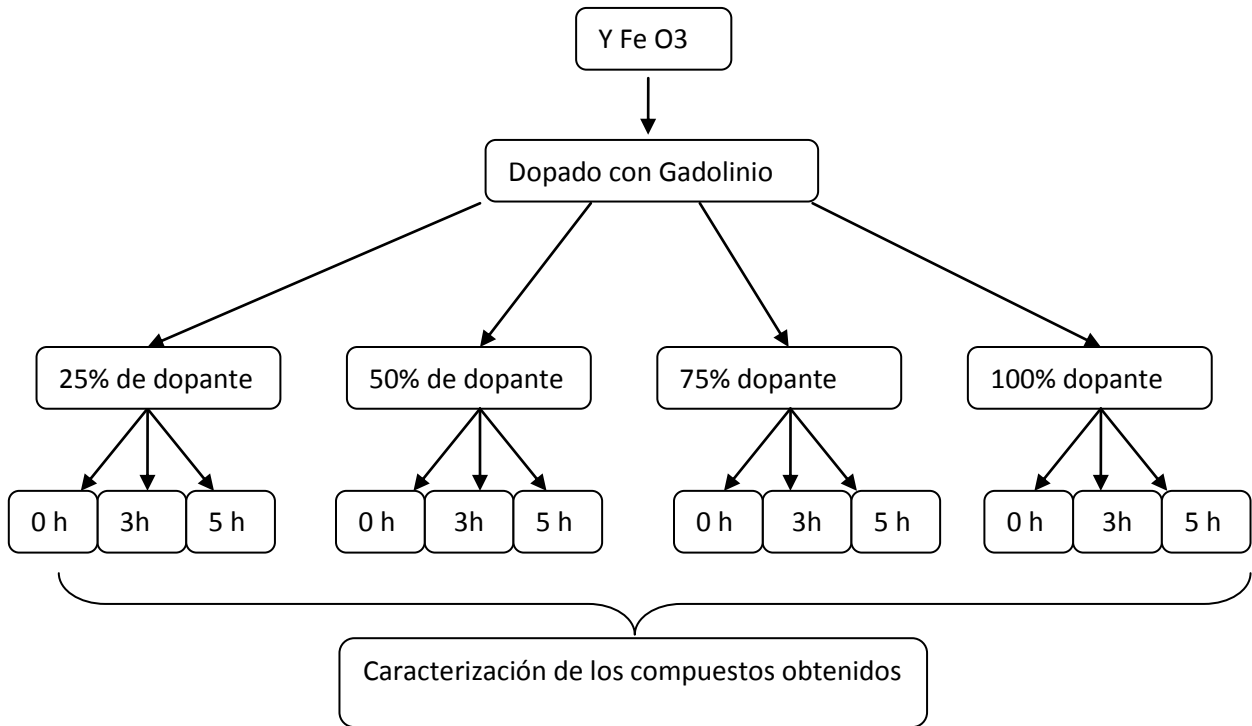 Y Fe O3
Dopado con Gadolinio
25% de dopante
50% de dopante
75% dopante
100% dopante
0 h
3h
5 h
0 h
3h
5 h
0 h
3h
5 h
0 h
3h
5 h
Caracterización de los compuestos obtenidos